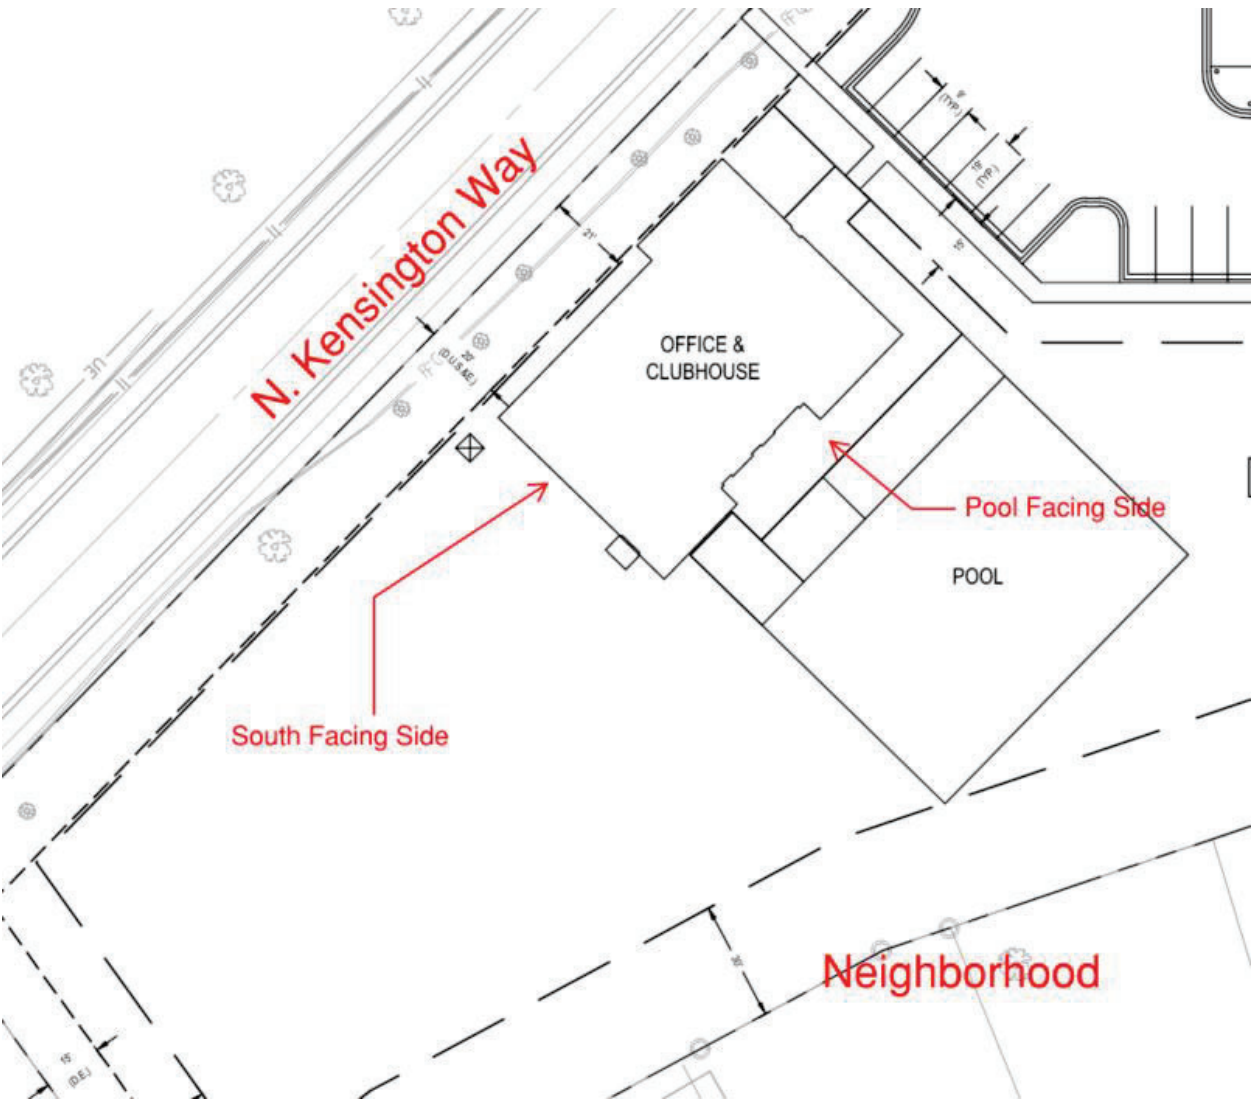 9'
(TYP.)
19'
(TYP.)
15'
N. Kensington Way
21'
OFFICE &
CLUBHOUSE
20'
(D.U.S.&E.)
UE
Pool Facing Side
POOL
South Facing Side
30'
Neighborhood
15'
(D.E.)